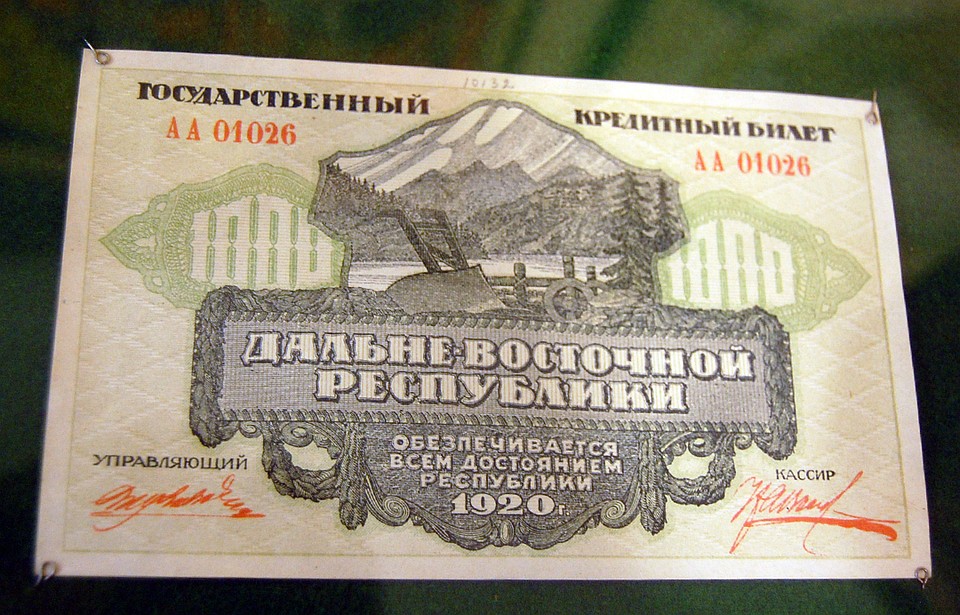 10132
ГОСУДАРСТВЕННЫЙ
КРЕДИТНЫЙ БИЛЕТ
АА 01026
АА 01026
1000
1000
ДАЛЬНЕ-ВОСТОЧНОЙ
РЕСПУБЛИКИ
ОБЕЗПЕЧИВАЕТСЯ
ВСЕМ ДОСТОЯНИЕМ
РЕСПУБЛИКИ
1920г.
УПРАВЛЯЮЩИЙ
КАССИР